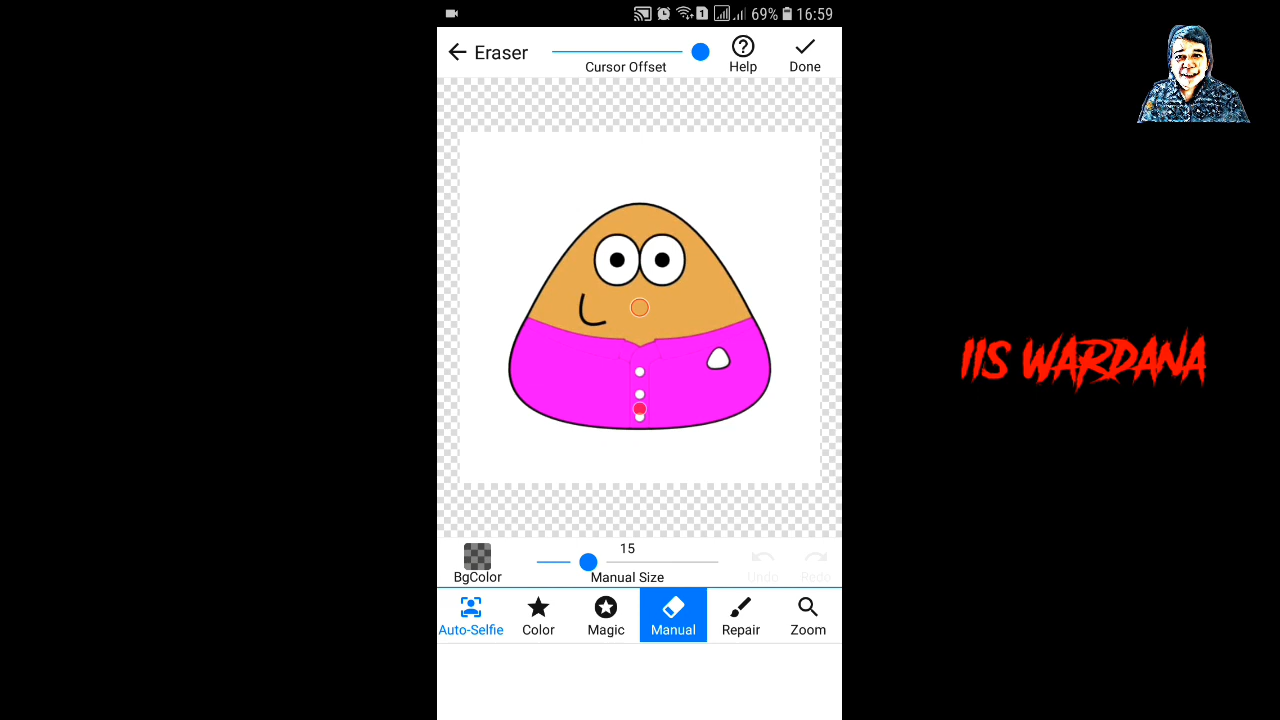 1 69% 16:59
Eraser
Cursor Offset
Help
Done
IIS WARDANA
15
BgColor
Manual Size
Undo
Redo
Auto-Selfie
Color
Magic
Manual
Repair
Zoom